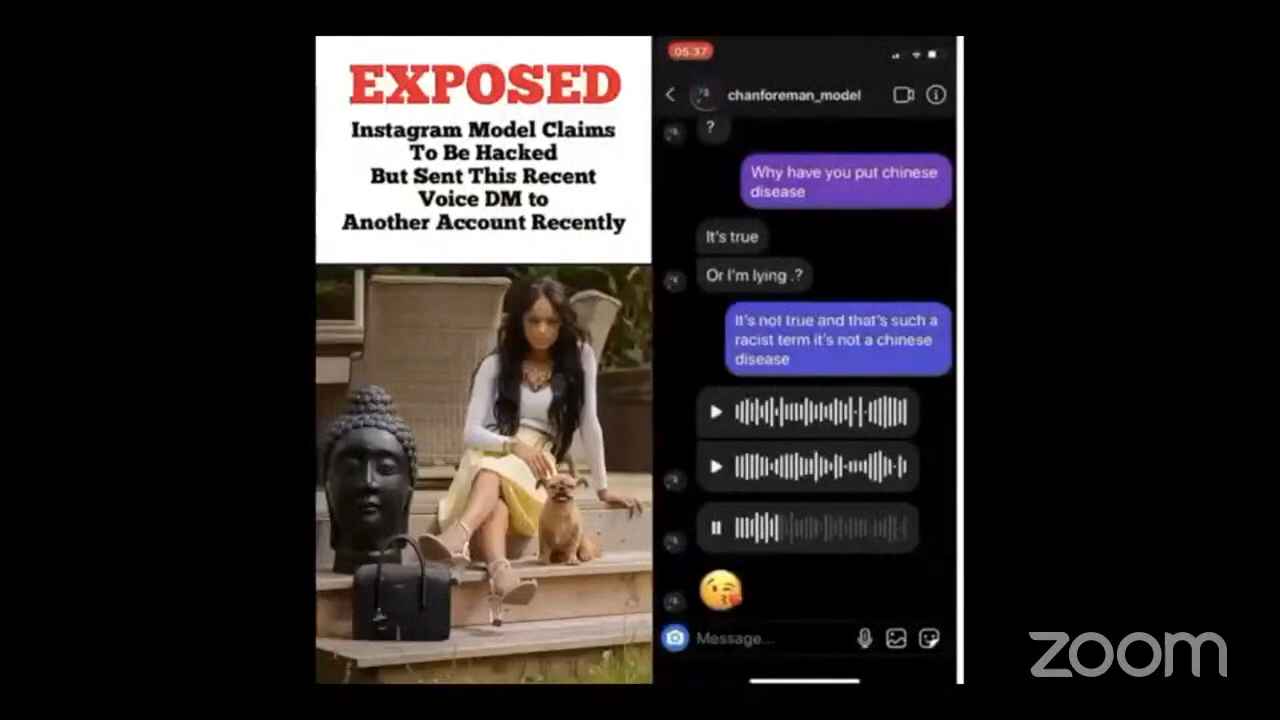 EXPOSED
Instagram Model Claims
To Be Hacked
But Sent This Recent
Voice DM to
Another Account Recently
05:37
chanforeman_model
?
Why have you put chinese
disease
It's true
Or I'm lying .?
It's not true and that's such a
racist term it's not a chinese
disease
Message...
zoom